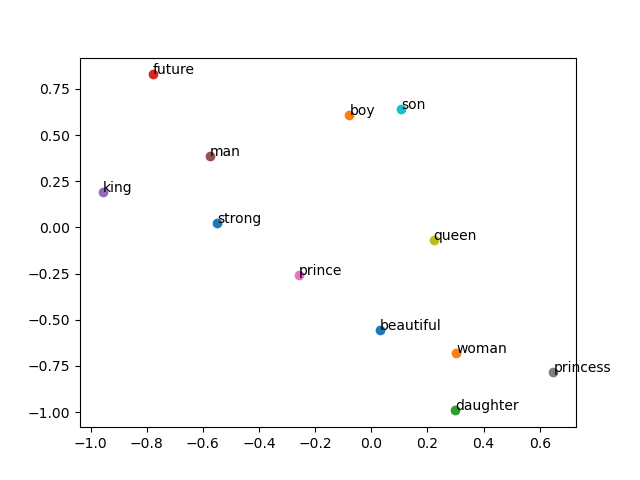 future
boy
son
man
king
strong
queen
prince
beautiful
woman
princess
daughter
0.75
0.50
0.25
0.00
−0.25
−0.50
−0.75
−1.00
−1.0
−0.8
−0.6
−0.4
−0.2
0.0
0.2
0.4
0.6